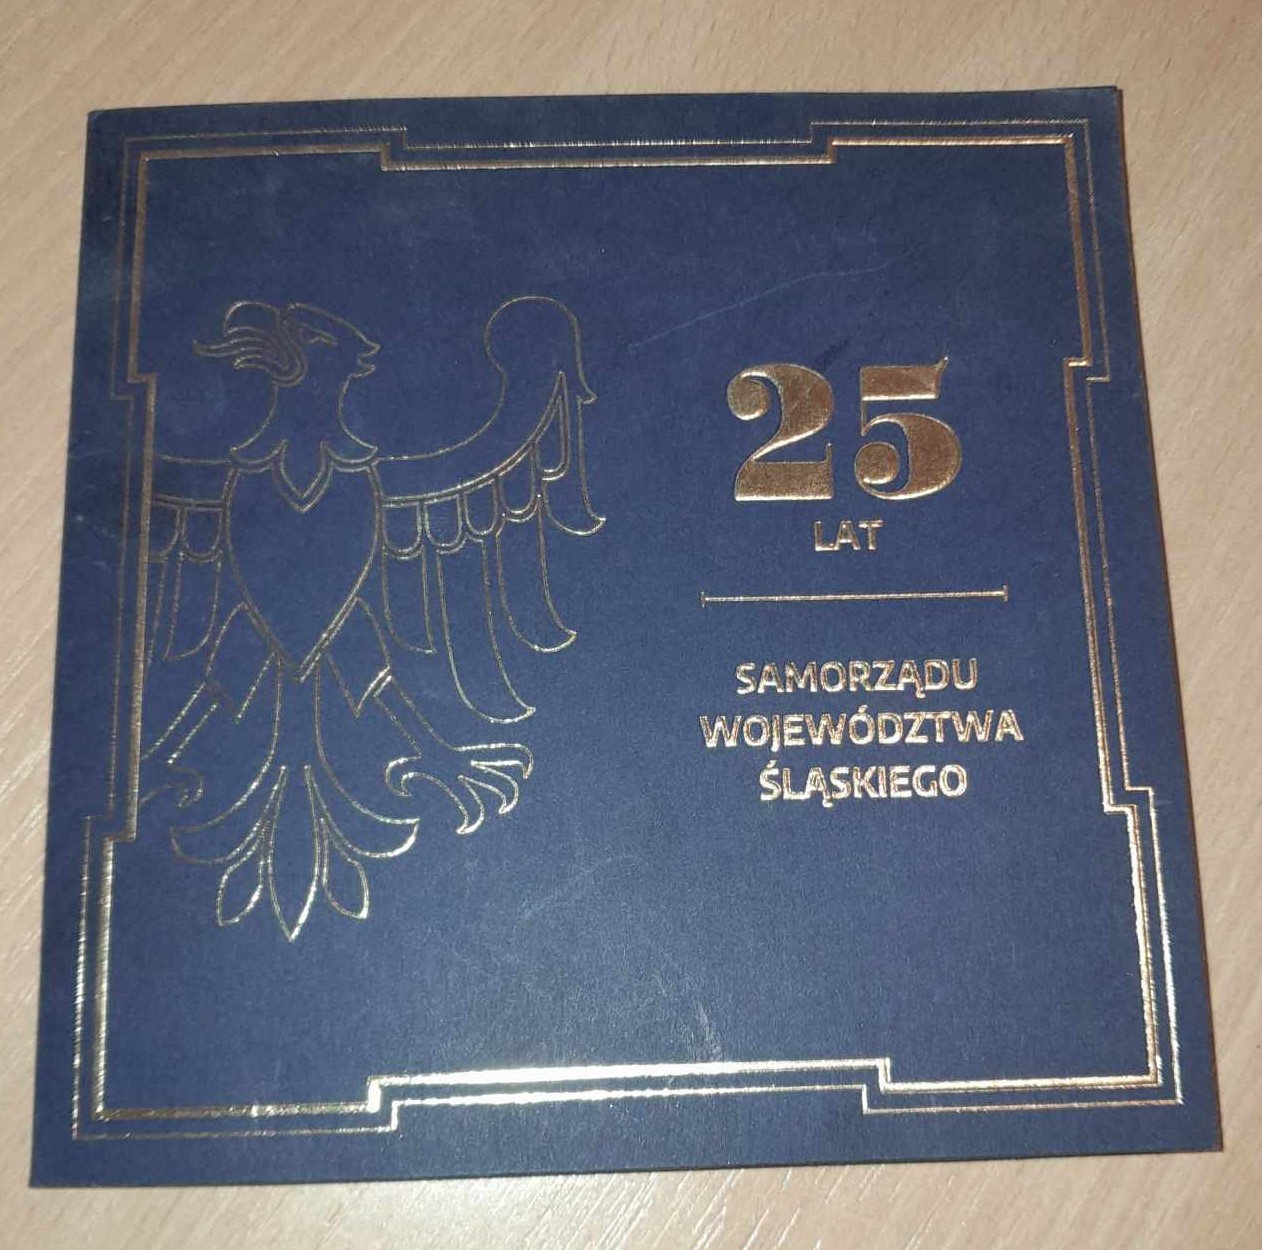 25
LAT
SAMORZĄDU
WOJEWÓDZTWA
ŚLĄSKIEGO